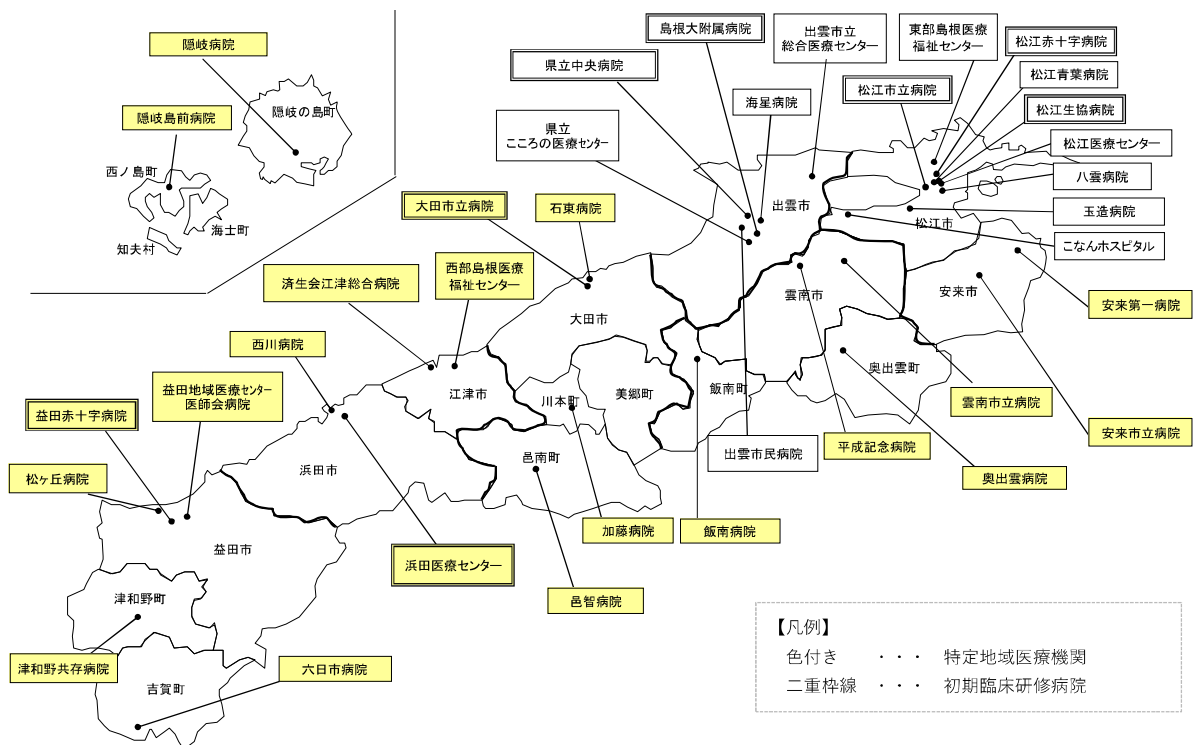 隠岐病院
隠岐島前病院
隠岐の島町
西ノ島町
海士町
知夫村
島根大附属病院
県立中央病院
出雲市立
総合医療センター
東部島根医療
福祉センター
松江赤十字病院
松江青葉病院
松江市立病院
松江生協病院
海星病院
県立
こころの医療センター
松江医療センター
八雲病院
玉造病院
こなんホスピタル
出雲市
松江市
大田市立病院
石東病院
済生会江津総合病院
西部島根医療
福祉センター
雲南市
安来市
安来第一病院
大田市
西川病院
益田地域医療センター
医師会病院
益田赤十字病院
江津市
川本町
美郷町
飯南町
奥出雲町
雲南市立病院
安来市立病院
平成記念病院
出雲市民病院
奥出雲病院
松ヶ丘病院
浜田市
邑南町
加藤病院
飯南病院
益田市
浜田医療センター
邑智病院
津和野町
津和野共存病院
吉賀町
六日市病院
【凡例】
色付き ・・・ 特定地域医療機関
二重枠線 ・・・ 初期臨床研修病院